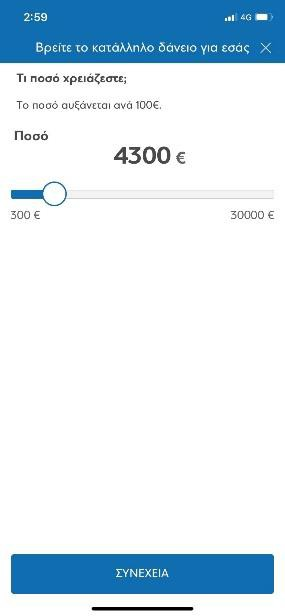 2:59
4G
Βρείτε το κατάλληλο δάνειο για εσάς
Τι ποσό χρειάζεστε;
Το ποσό αυξάνεται ανά 100€.
Ποσό
4300 €
300 €
30000 €
ΣΥΝΕΧΕΙΑ